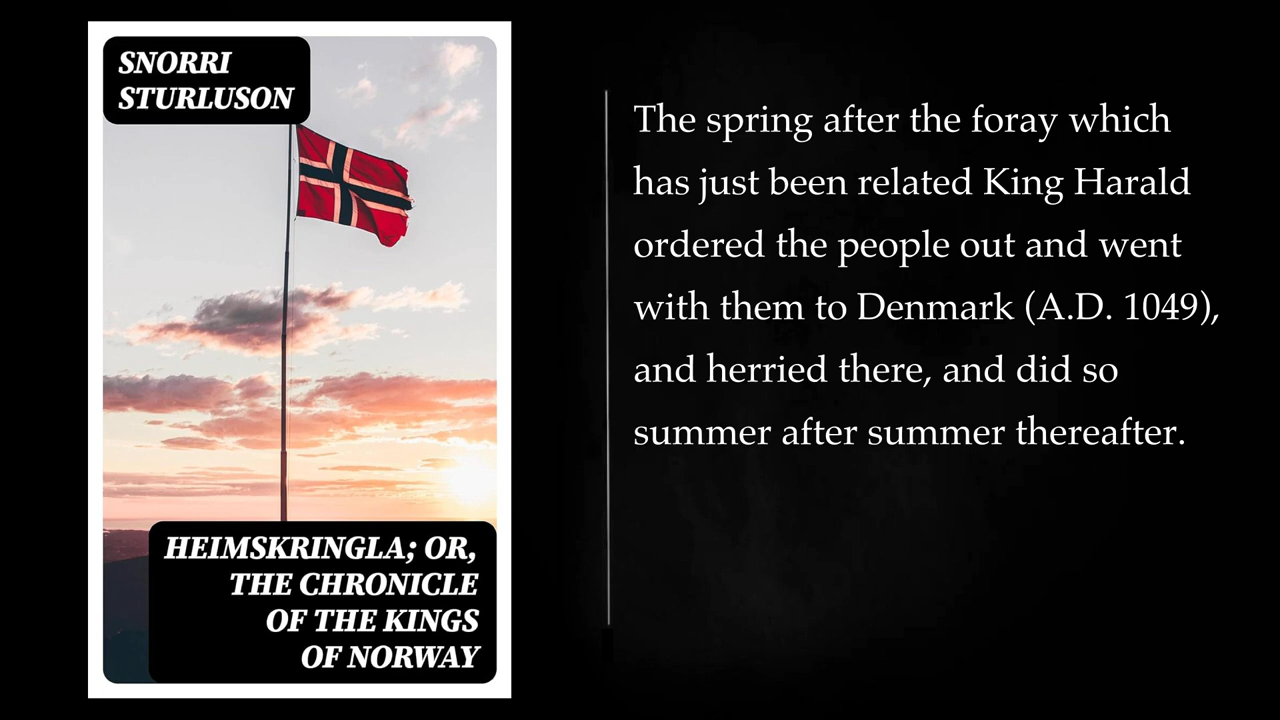 SNORRI
STURLUSON
HEIMSKRINGLA; OR,
THE CHRONICLE
OF THE KINGS
OF NORWAY
The spring after the foray which
has just been related King Harald
ordered the people out and went
with them to Denmark (A.D. 1049),
and herried there, and did so
summer after summer thereafter.